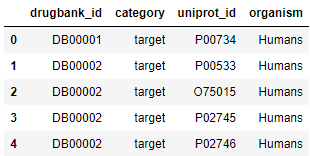 drugbank_id category uniprot_id organism
0 DB00001 target P00734 Humans
1 DB00002 target P00533 Humans
2 DB00002 target O75015 Humans
3 DB00002 target P02745 Humans
4 DB00002 target P02746 Humans